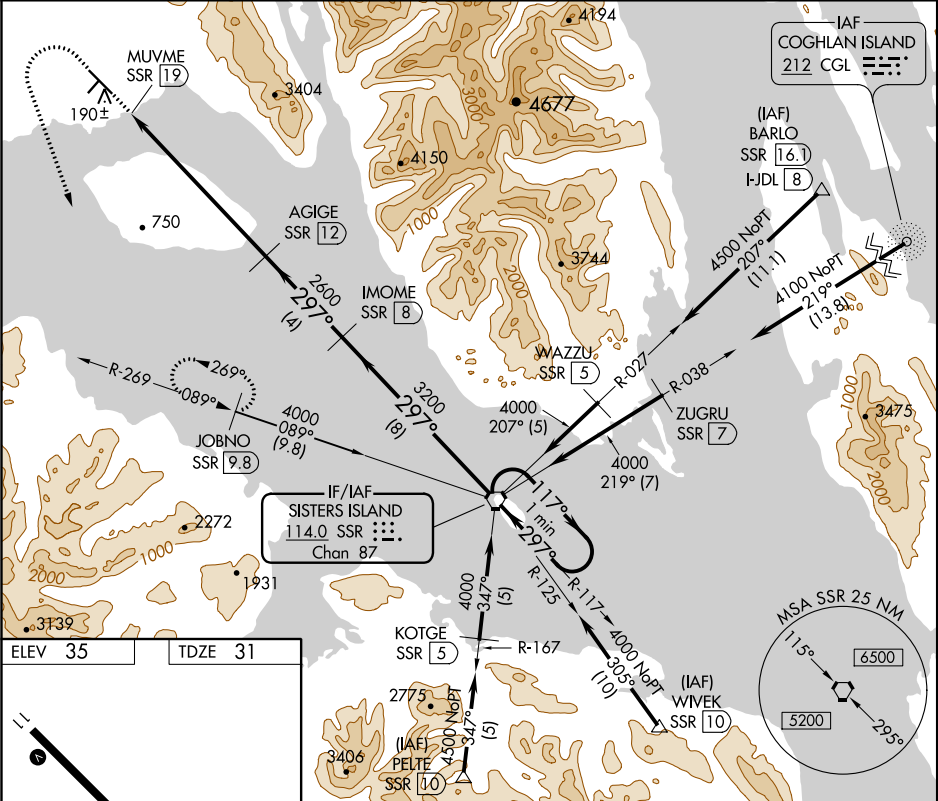 4194
IAF
COGHLAN ISLAND
212 CGL
MUVME
SSR 19
190±
3404
3000
4677
(IAF)
BARLO
SSR 16.1
I-JDL 8
4150
1000
750
AGIGE
SSR 12
3744
2000
4500 NoPT
207°
(11.1)
4100 NoPT
219°
(13.8)
2600
297°
(4)
IMOME
SSR 8
WAZZU
SSR 5
R-027
R-038
R-269
089°
269°
3200
297°
(8)
4000
207° (5)
ZUGRU
SSR 7
1000
3475
2000
JOBNO
SSR 9.8
4000
089°
(9.8)
4000
219° (7)
IF/IAF
SISTERS ISLAND
114.0 SSR
Chan 87
117°
1 min
297°
2272
1000
2000
1931
3139
4000
347°
(5)
R-125
R-117
KOTGE
SSR 5
R-167
4000 NoPT
305°
(10)
(IAF)
WIVEK
SSR 10
MSA SSR 25 NM
115°
6500
5200
295°
ELEV 35
TDZE 31
11
V
2775
3406
(IAF)
PELTE
SSR 10
4500 NoPT
347°
(5)